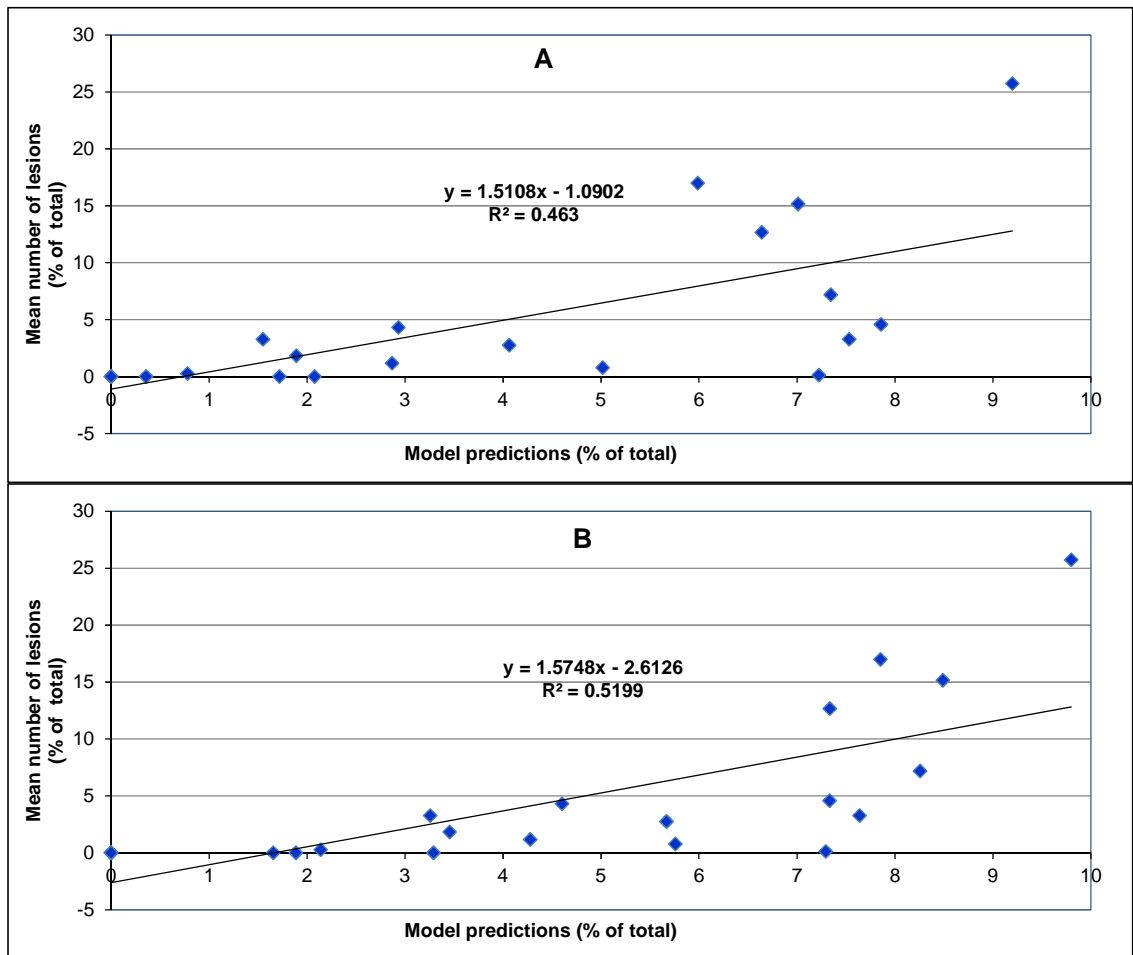 A
30
25
20
15
10
5
0
-5
Mean number of lesions
(% of total)
y = 1.5108x - 1.0902
R² = 0.463
0 1 2 3 4 5 6 7 8 9 10
Model predictions (% of total)
B
30
25
20
15
10
5
0
-5
Mean number of lesions
(% of total)
y = 1.5748x - 2.6126
R² = 0.5199
0 1 2 3 4 5 6 7 8 9 10
Model predictions (% of total)